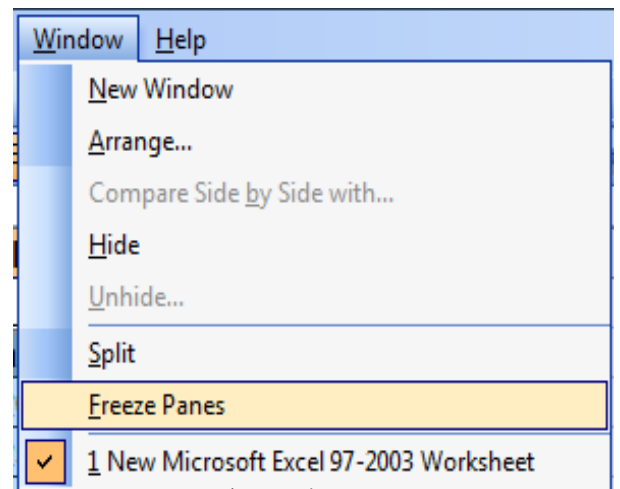 Window Help
New Window
Arrange...
Compare Side by Side with...
Hide
Unhide...
Split
Freeze Panes
1 New Microsoft Excel 97-2003 Worksheet